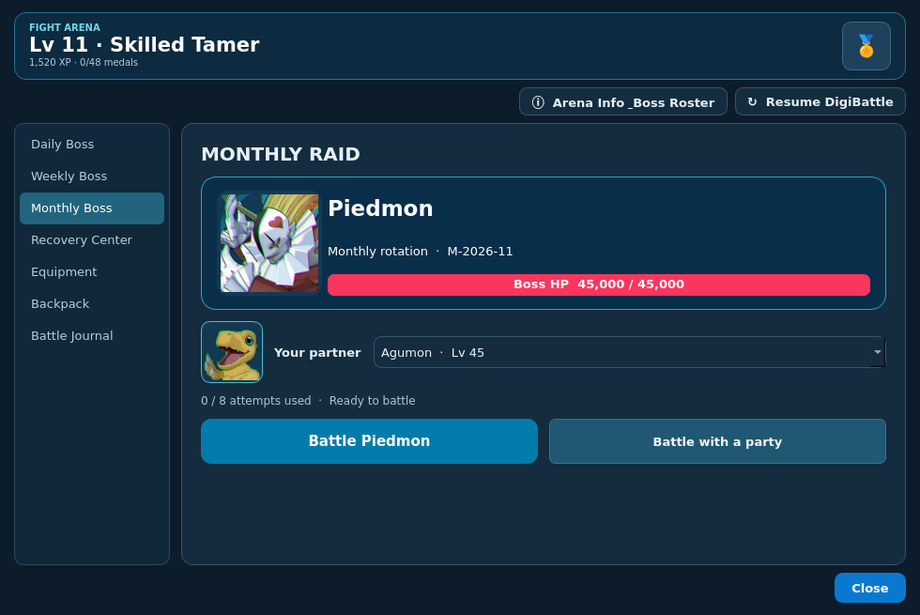 FIGHT ARENA
Lv 11 · Skilled Tamer
1,520 XP · 0/48 medals
Arena Info _Boss Roster
Resume DigiBattle
Daily Boss
Weekly Boss
Monthly Boss
Recovery Center
Equipment
Backpack
Battle Journal
MONTHLY RAID
Piedmon
Monthly rotation · M-2026-11
Boss HP 45,000 / 45,000
Your partner
Agumon · Lv 45
0 / 8 attempts used · Ready to battle
Battle Piedmon
Battle with a party
Close